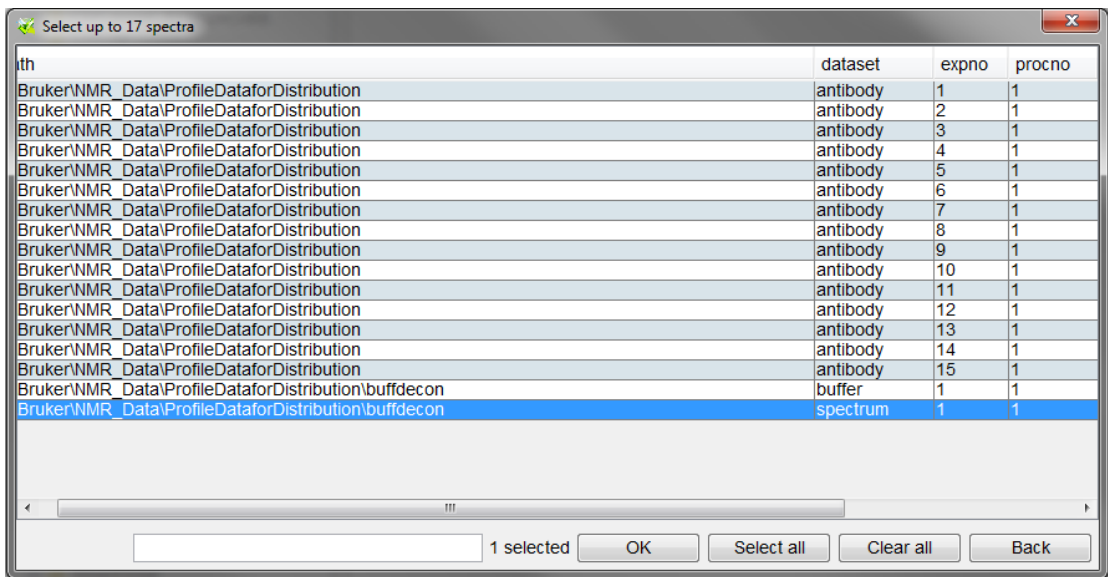 Select up to 17 spectra
ath dataset expno procno
Bruker\NMR_Data\ProfileDataforDistribution antibody 1 1
Bruker\NMR_Data\ProfileDataforDistribution antibody 2 1
Bruker\NMR_Data\ProfileDataforDistribution antibody 3 1
Bruker\NMR_Data\ProfileDataforDistribution antibody 4 1
Bruker\NMR_Data\ProfileDataforDistribution antibody 5 1
Bruker\NMR_Data\ProfileDataforDistribution antibody 6 1
Bruker\NMR_Data\ProfileDataforDistribution antibody 7 1
Bruker\NMR_Data\ProfileDataforDistribution antibody 8 1
Bruker\NMR_Data\ProfileDataforDistribution antibody 9 1
Bruker\NMR_Data\ProfileDataforDistribution antibody 10 1
Bruker\NMR_Data\ProfileDataforDistribution antibody 11 1
Bruker\NMR_Data\ProfileDataforDistribution antibody 12 1
Bruker\NMR_Data\ProfileDataforDistribution antibody 13 1
Bruker\NMR_Data\ProfileDataforDistribution antibody 14 1
Bruker\NMR_Data\ProfileDataforDistribution antibody 15 1
Bruker\NMR_Data\ProfileDataforDistribution\buffdecon buffer 1 1
Bruker\NMR_Data\ProfileDataforDistribution\buffdecon spectrum 1 1
1 selected OK Select all Clear all Back